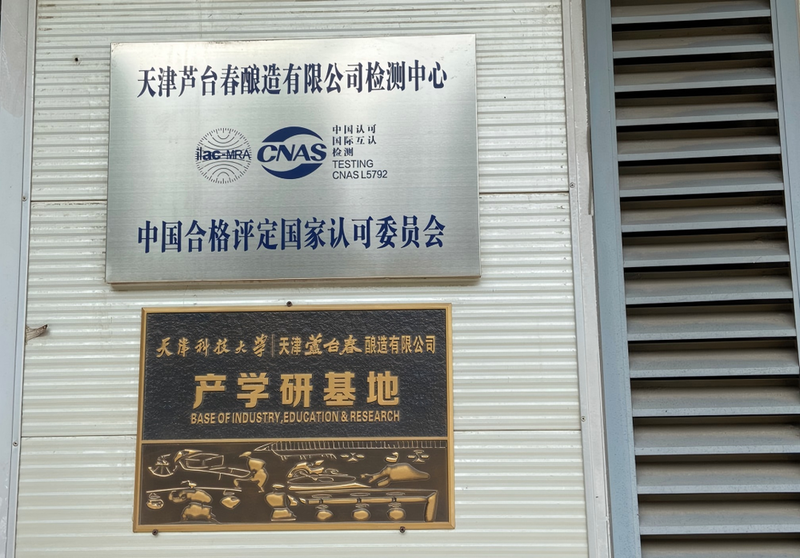 天津芦台春酿造有限公司检测中心
ilac-MRA
CNAS
中国认可
国际互认
检测
TESTING
CNAS L5792
中国合格评定国家认可委员会
天津科技大学 | 天津芦台春酿造有限公司
产学研基地
BASE OF INDUSTRY,EDUCATION & RESEARCH